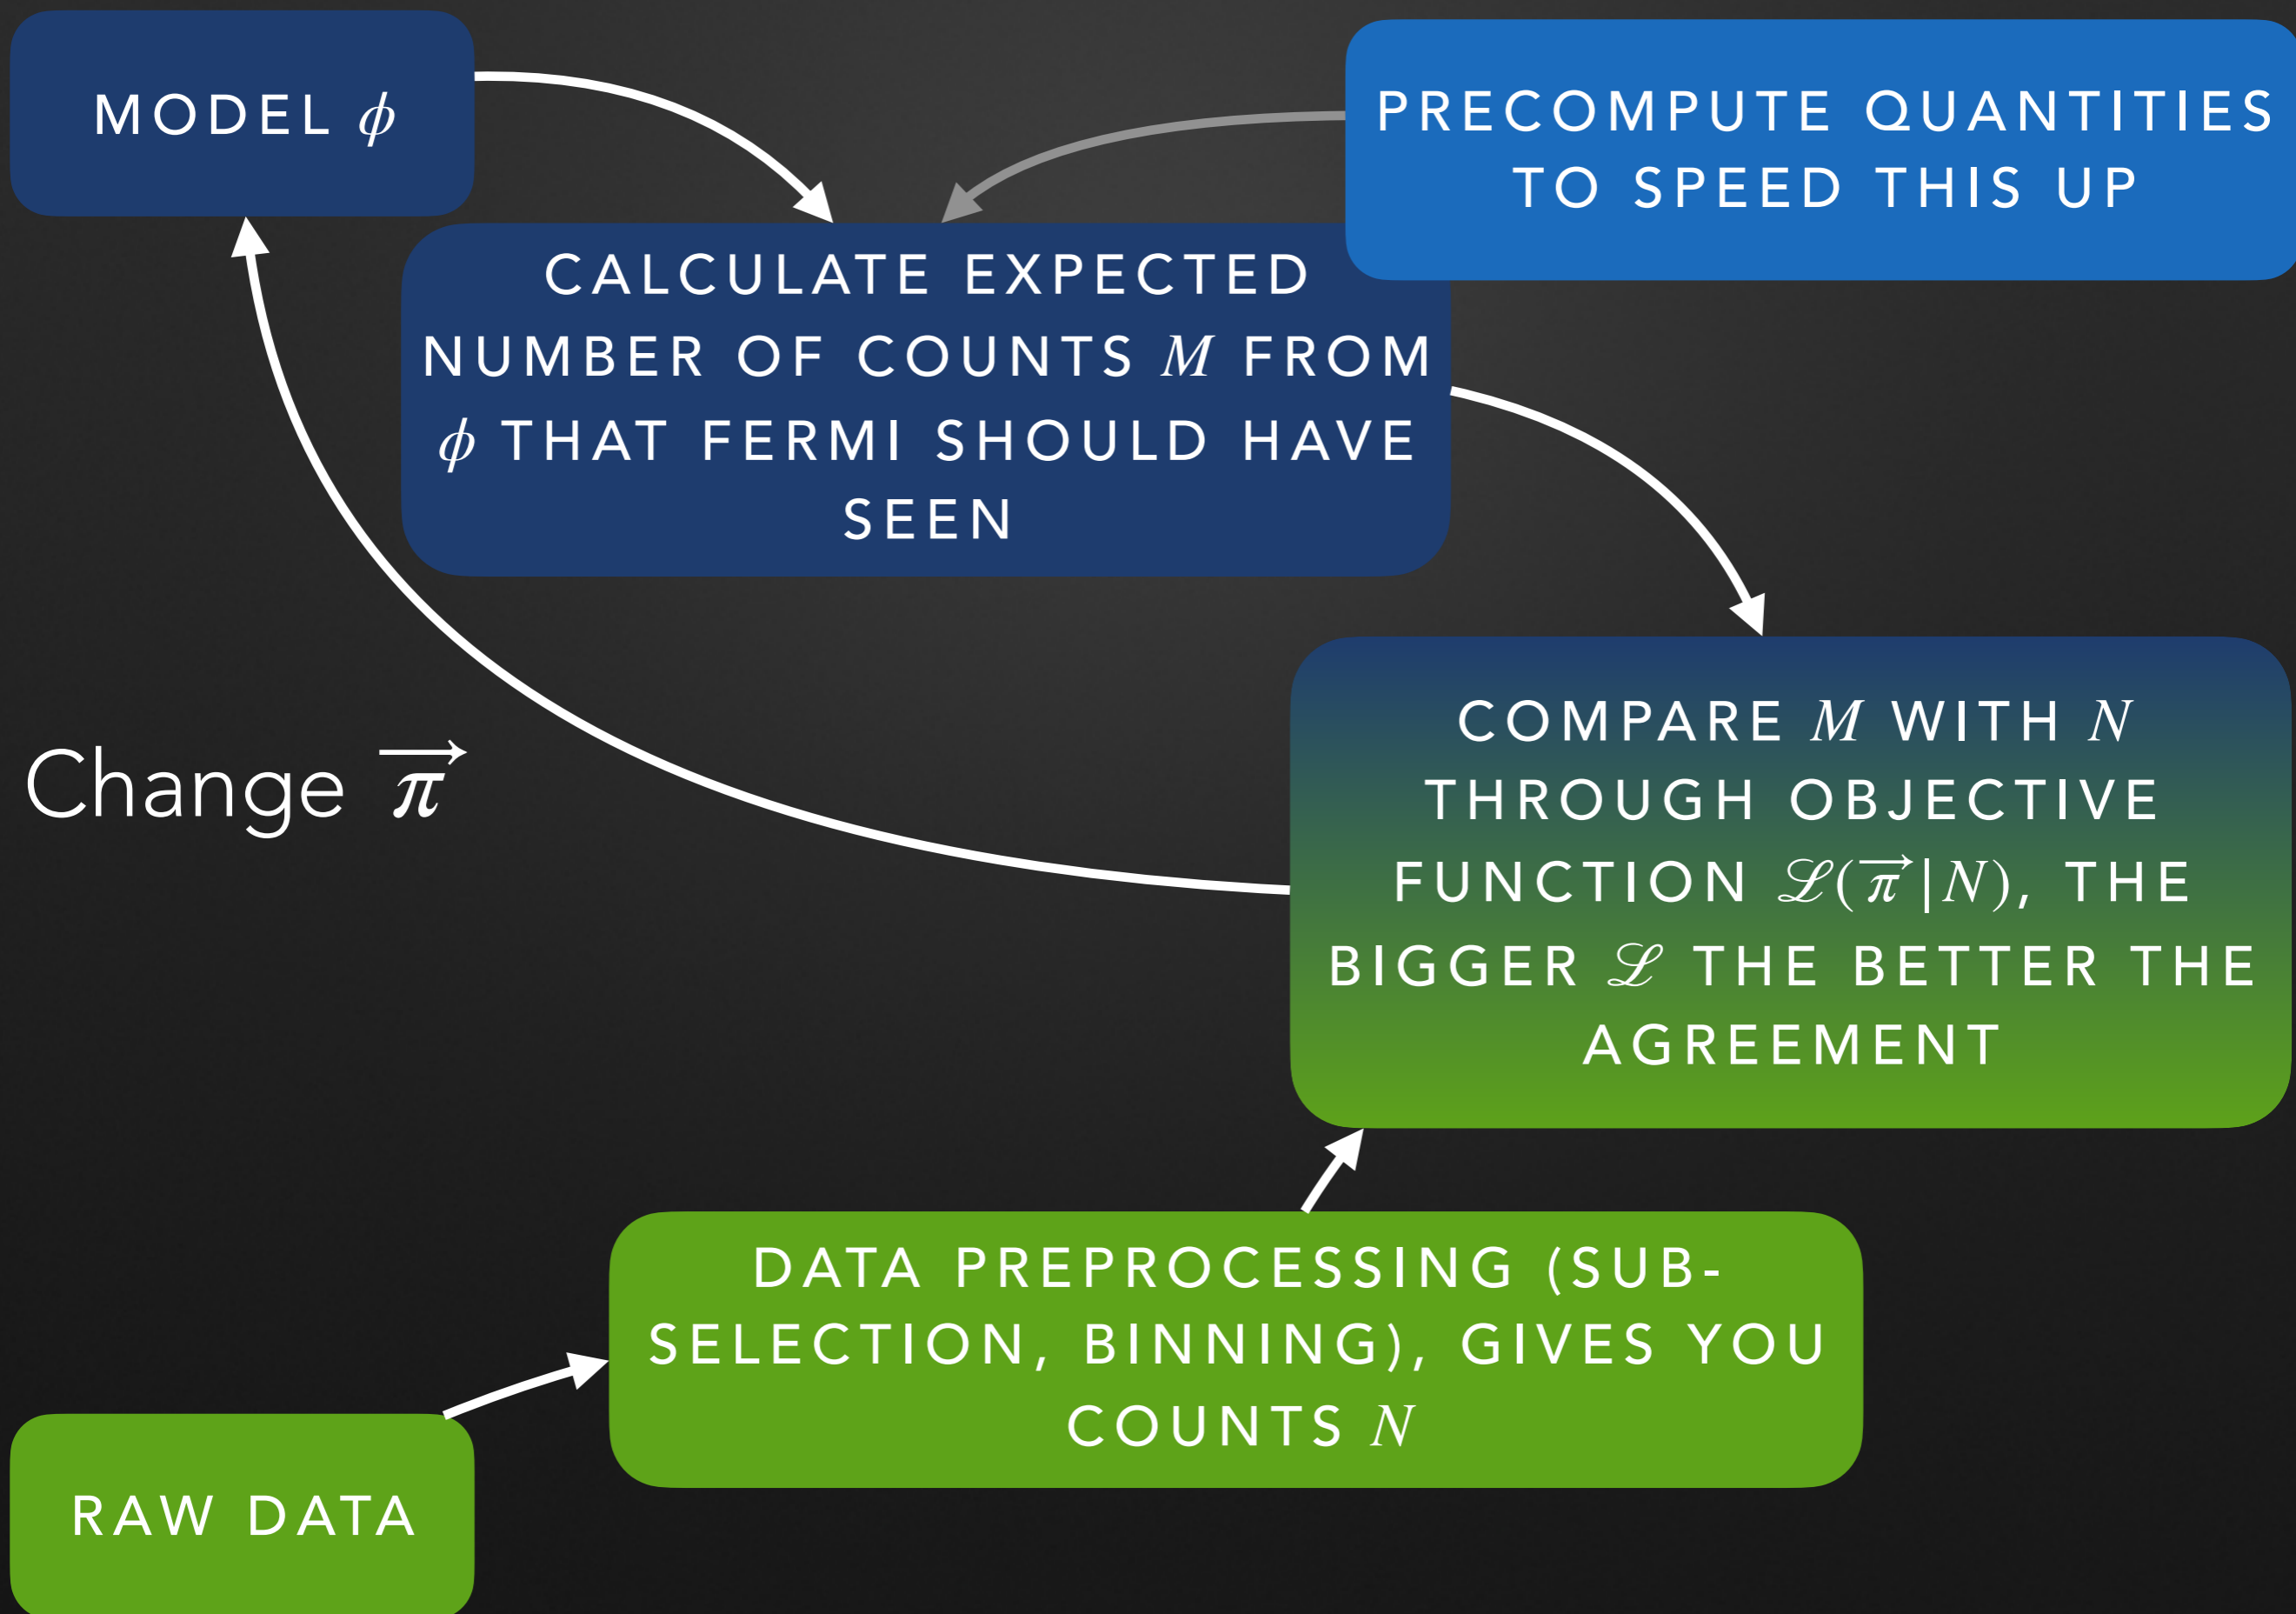 MODEL ϕ
PRECOMPUTE QUANTITIES
TO SPEED THIS UP
CALCULATE EXPECTED
NUMBER OF COUNTS M FROM
ϕ THAT FERMI SHOULD HAVE
SEEN
COMPARE M WITH N
THROUGH OBJECTIVE
FUNCTION ℒ(π⃗|N), THE
BIGGER ℒ THE BETTER THE
AGREEMENT
Change π⃗
DATA PREPROCESSING (SUB-
SELECTION, BINNING), GIVES YOU
COUNTS N
RAW DATA